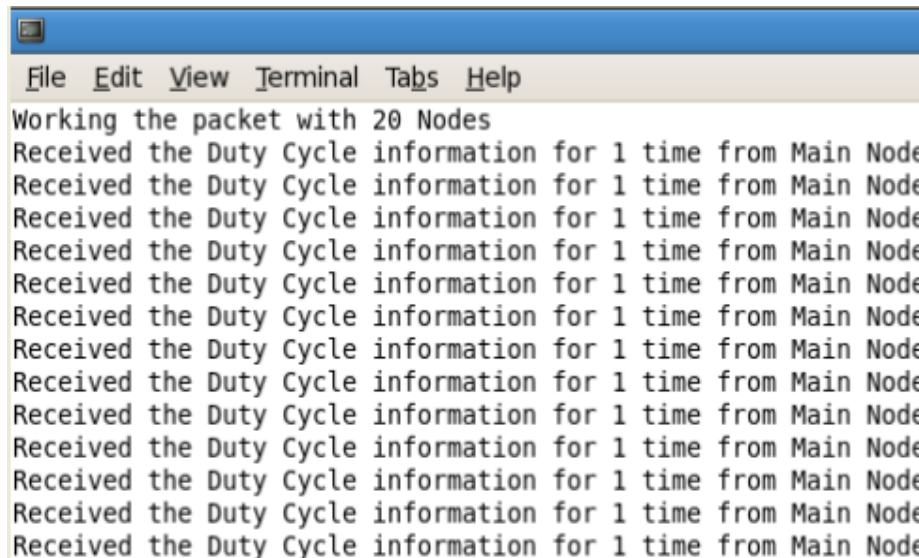 File Edit View Terminal Tabs Help
Working the packet with 20 Nodes
Received the Duty Cycle information for 1 time from Main Node
Received the Duty Cycle information for 1 time from Main Node
Received the Duty Cycle information for 1 time from Main Node
Received the Duty Cycle information for 1 time from Main Node
Received the Duty Cycle information for 1 time from Main Node
Received the Duty Cycle information for 1 time from Main Node
Received the Duty Cycle information for 1 time from Main Node
Received the Duty Cycle information for 1 time from Main Node
Received the Duty Cycle information for 1 time from Main Node
Received the Duty Cycle information for 1 time from Main Node
Received the Duty Cycle information for 1 time from Main Node
Received the Duty Cycle information for 1 time from Main Node
Received the Duty Cycle information for 1 time from Main Node